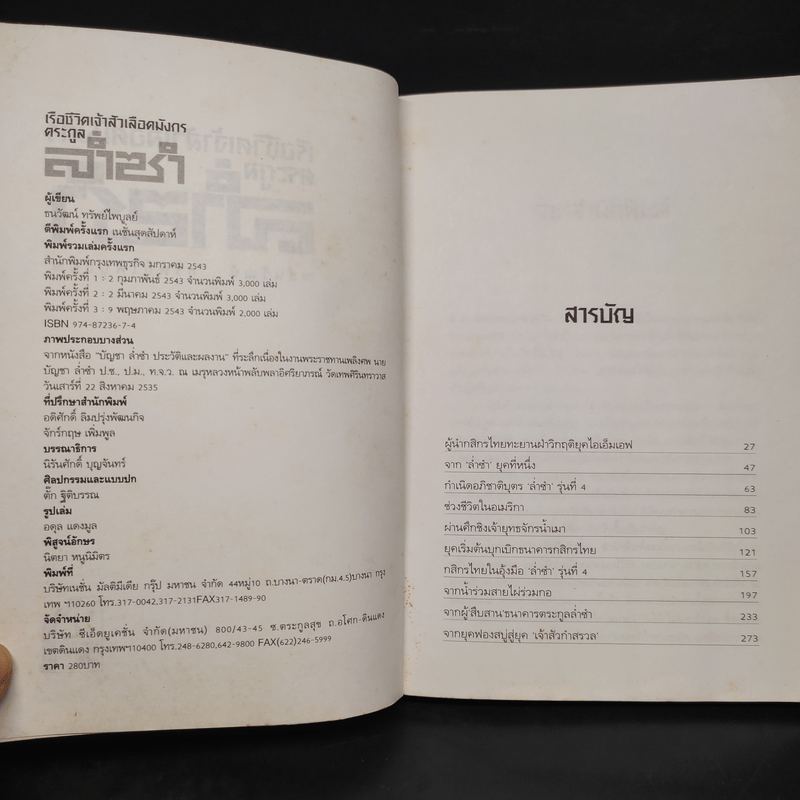 เรือชีวิตเจ้าสัวเลือดมังกร
ตระกูล
ล่ำซำ
ผู้เขียน
ธนวัฒน์ ทรัพย์ไพบูลย์
ตีพิมพ์ครั้งแรก เนชั่นสุดสัปดาห์
พิมพ์รวมเล่มครั้งแรก
สำนักพิมพ์กรุงเทพธุรกิจ มกราคม 2543
พิมพ์ครั้งที่ 1 : 2 กุมภาพันธ์ 2543 จำนวนพิมพ์ 3,000 เล่ม
พิมพ์ครั้งที่ 2 : 2 มีนาคม 2543 จำนวนพิมพ์ 3,000 เล่ม
พิมพ์ครั้งที่ 3 : 9 พฤษภาคม 2543 จำนวนพิมพ์ 2,000 เล่ม
ISBN 974-87236-7-4
ภาพประกอบบางส่วน
จากหนังสือ "บัญชา ล่ำซำ ประวัติและผลงาน" ที่ระลึกเนื่องในงานพระราชทานเพลิงศพ นาย
บัญชา ล่ำซำ ป.ช., ป.ม., ท.จ.ว. ณ เมรุหลวงหน้าพลับพลาอิศริยาภรณ์ วัดเทพศิรินทราวาส
วันเสาร์ที่ 22 สิงหาคม 2535
ที่ปรึกษาสำนักพิมพ์
อดิศักดิ์ ลิมปรุ่งพัฒนกิจ
จักร์กฤษ เพิ่มพูล
บรรณาธิการ
นิรันศักดิ์ บุญจันทร์
ศิลปกรรมและแบบปก
ตั๊ก ฐิติบรรณ
รูปเล่ม
อดุล แดงมูล
พิสูจน์อักษร
นิตยา หนูนิมิตร
พิมพ์ที่
บริษัทเนชั่น มัลติมีเดีย กรุ๊ป มหาชน จำกัด 44หมู่10 ถ.บางนา-ตราด(กม.4.5)บางนา กรุง
เทพ ฯ10260 โทร.317-0042,317-2131FAX317-1489-90
จัดจำหน่าย
บริษัท ซีเอ็ดยูเคชั่น จำกัด(มหาชน) 800/43-45 ซ.ตระกูลสุข ถ.อโศก-ดินแดง
เขตดินแดง กรุงเทพฯ10400 โทร.248-6280,642-9800 FAX(622)246-5999
ราคา 280บาท
สารบัญ
ผู้นำกสิกรไทยทะยานฝ่าวิกฤติยุคไอเอ็มเอฟ 27
จาก 'ล่ำซำ' ยุคที่หนึ่ง 47
กำเนิดอภิชาติบุตร 'ล่ำซำ' รุ่นที่ 4 63
ช่วงชีวิตในอเมริกา 83
ผ่านศึกชิงเจ้ายุทธจักรน้ำเมา 103
ยุคเริ่มต้นบุกเบิกธนาคารกสิกรไทย 121
กสิกรไทยในอุ้งมือ 'ล่ำซำ' รุ่นที่ 4 157
จากน้ำร่วมสายไผ่ร่วมกอ 197
จากผู้'สืบสาน'ธนาคารตระกูลล่ำซำ 233
จากยุคฟองสบู่สู่ยุค 'เจ้าสัวกำสรวล' 273